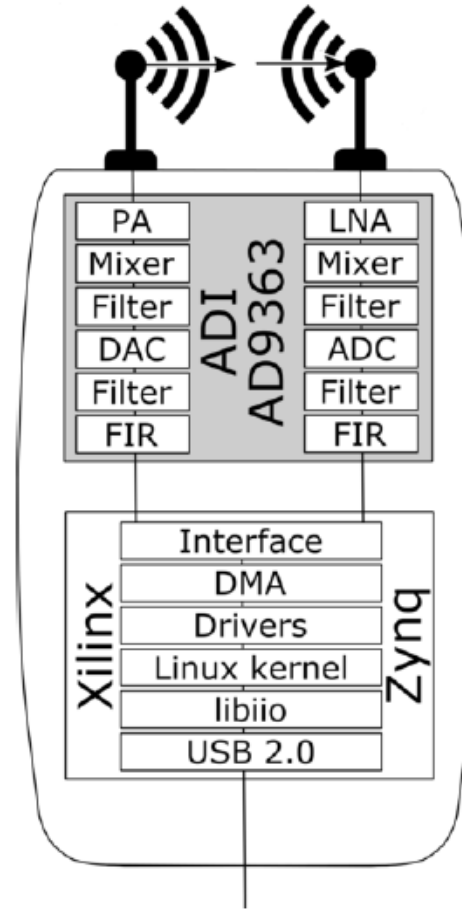 PA
Mixer
Filter
DAC
Filter
FIR
ADI
AD9363
LNA
Mixer
Filter
ADC
Filter
FIR
Xilinx
Interface
DMA
Drivers
Linux kernel
libiio
USB 2.0
Zynq